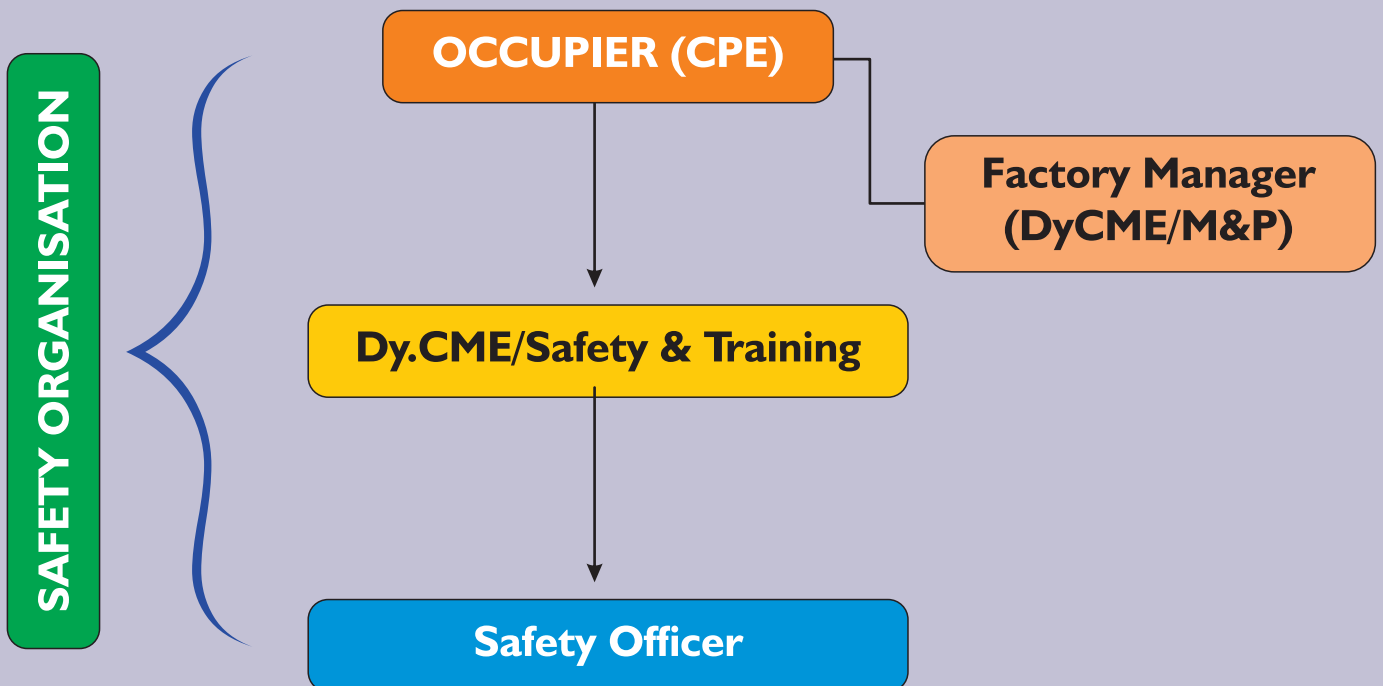 SAFETY ORGANISATION
OCCUPIER (CPE)
Factory Manager
(DyCME/M&P)
Dy.CME/Safety & Training
Safety Officer